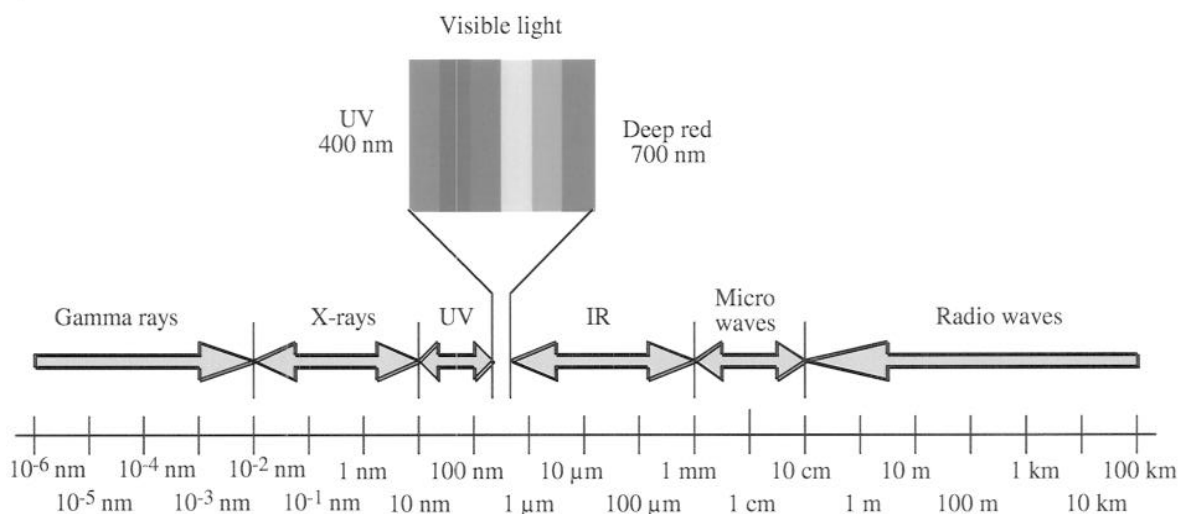 Visible light
UV
400 nm
Deep red
700 nm
Gamma rays
X-rays
UV
IR
Micro
waves
Radio waves
10⁻⁶ nm
10⁻⁴ nm
10⁻² nm
1 nm
100 nm
10 μm
1 mm
10 cm
10 m
1 km
100 km
10⁻⁵ nm
10⁻³ nm
10⁻¹ nm
10 nm
1 μm
100 μm
1 cm
1 m
100 m
10 km